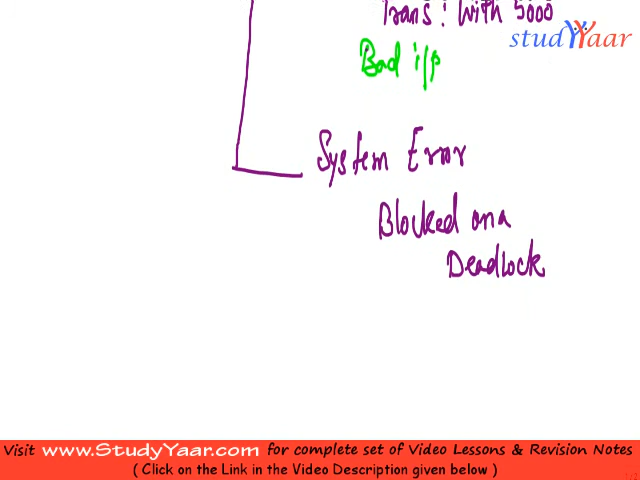 Trans! With 5000
studYYaar
Bad i/p
System Error
Blocked on a
Deadlock
Visit www.StudyYaar.com for complete set of Video Lessons & Revision Notes
( Click on the Link in the Video Description given below )